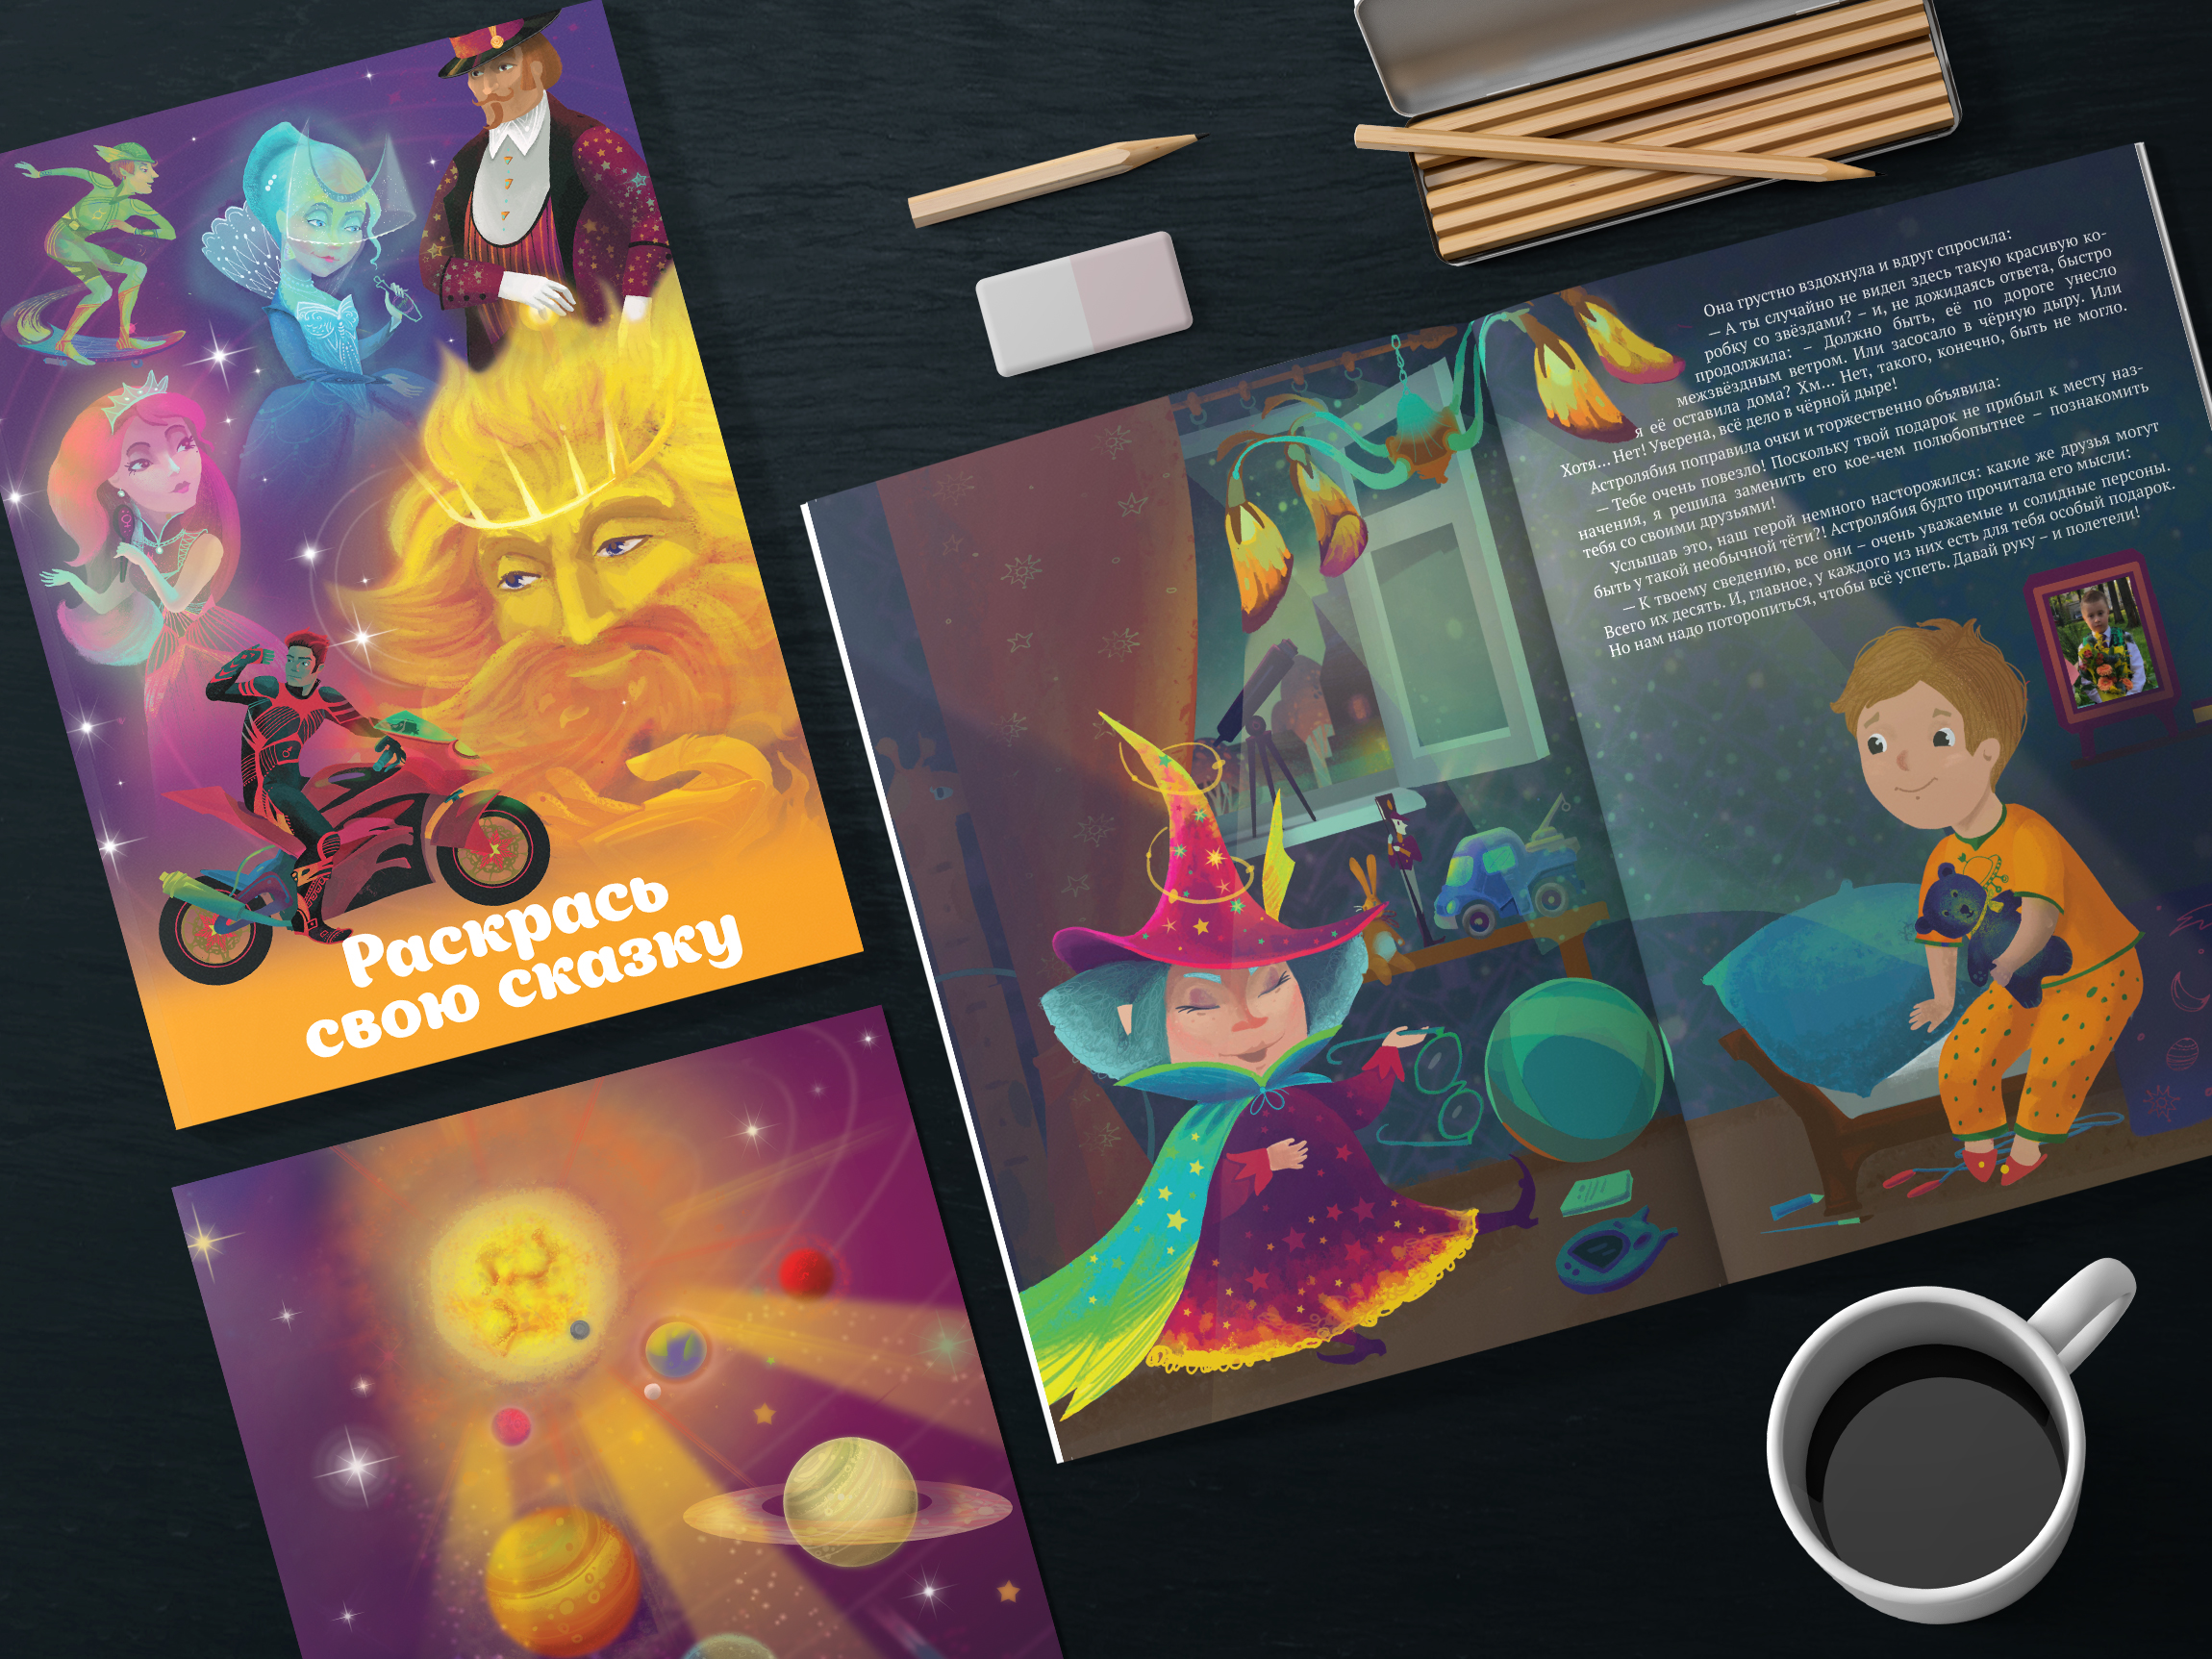 Раскрась
свою сказку
Она грустно вздохнула и вдруг спросила:
– А ты случайно не видел здесь такую красивую ко-
робку со звёздами? – и, не дожидаясь ответа, быстро
продолжила: – Должно быть, её по дороге унесло
межзвёздным ветром. Или засосало в чёрную дыру. Или
я её оставила дома? Хм... Нет, такого, конечно, быть не могло.
Хотя... Нет! Уверена, всё дело в чёрной дыре!
Астролябия поправила очки и торжественно объявила:
– Тебе очень повезло! Поскольку твой подарок не прибыл к месту наз-
начения, я решила заменить его кое-чем полюбопытнее – познакомить
тебя со своими друзьями!
Услышав это, наш герой немного насторожился: какие же друзья могут
быть у такой необычной тёти?! Астролябия будто прочитала его мысли:
– К твоему сведению, все они – очень уважаемые и солидные персоны.
Всего их десять. И, главное, у каждого из них есть для тебя особый подарок.
Но нам надо поторопиться, чтобы всё успеть. Давай руку – и полетели!